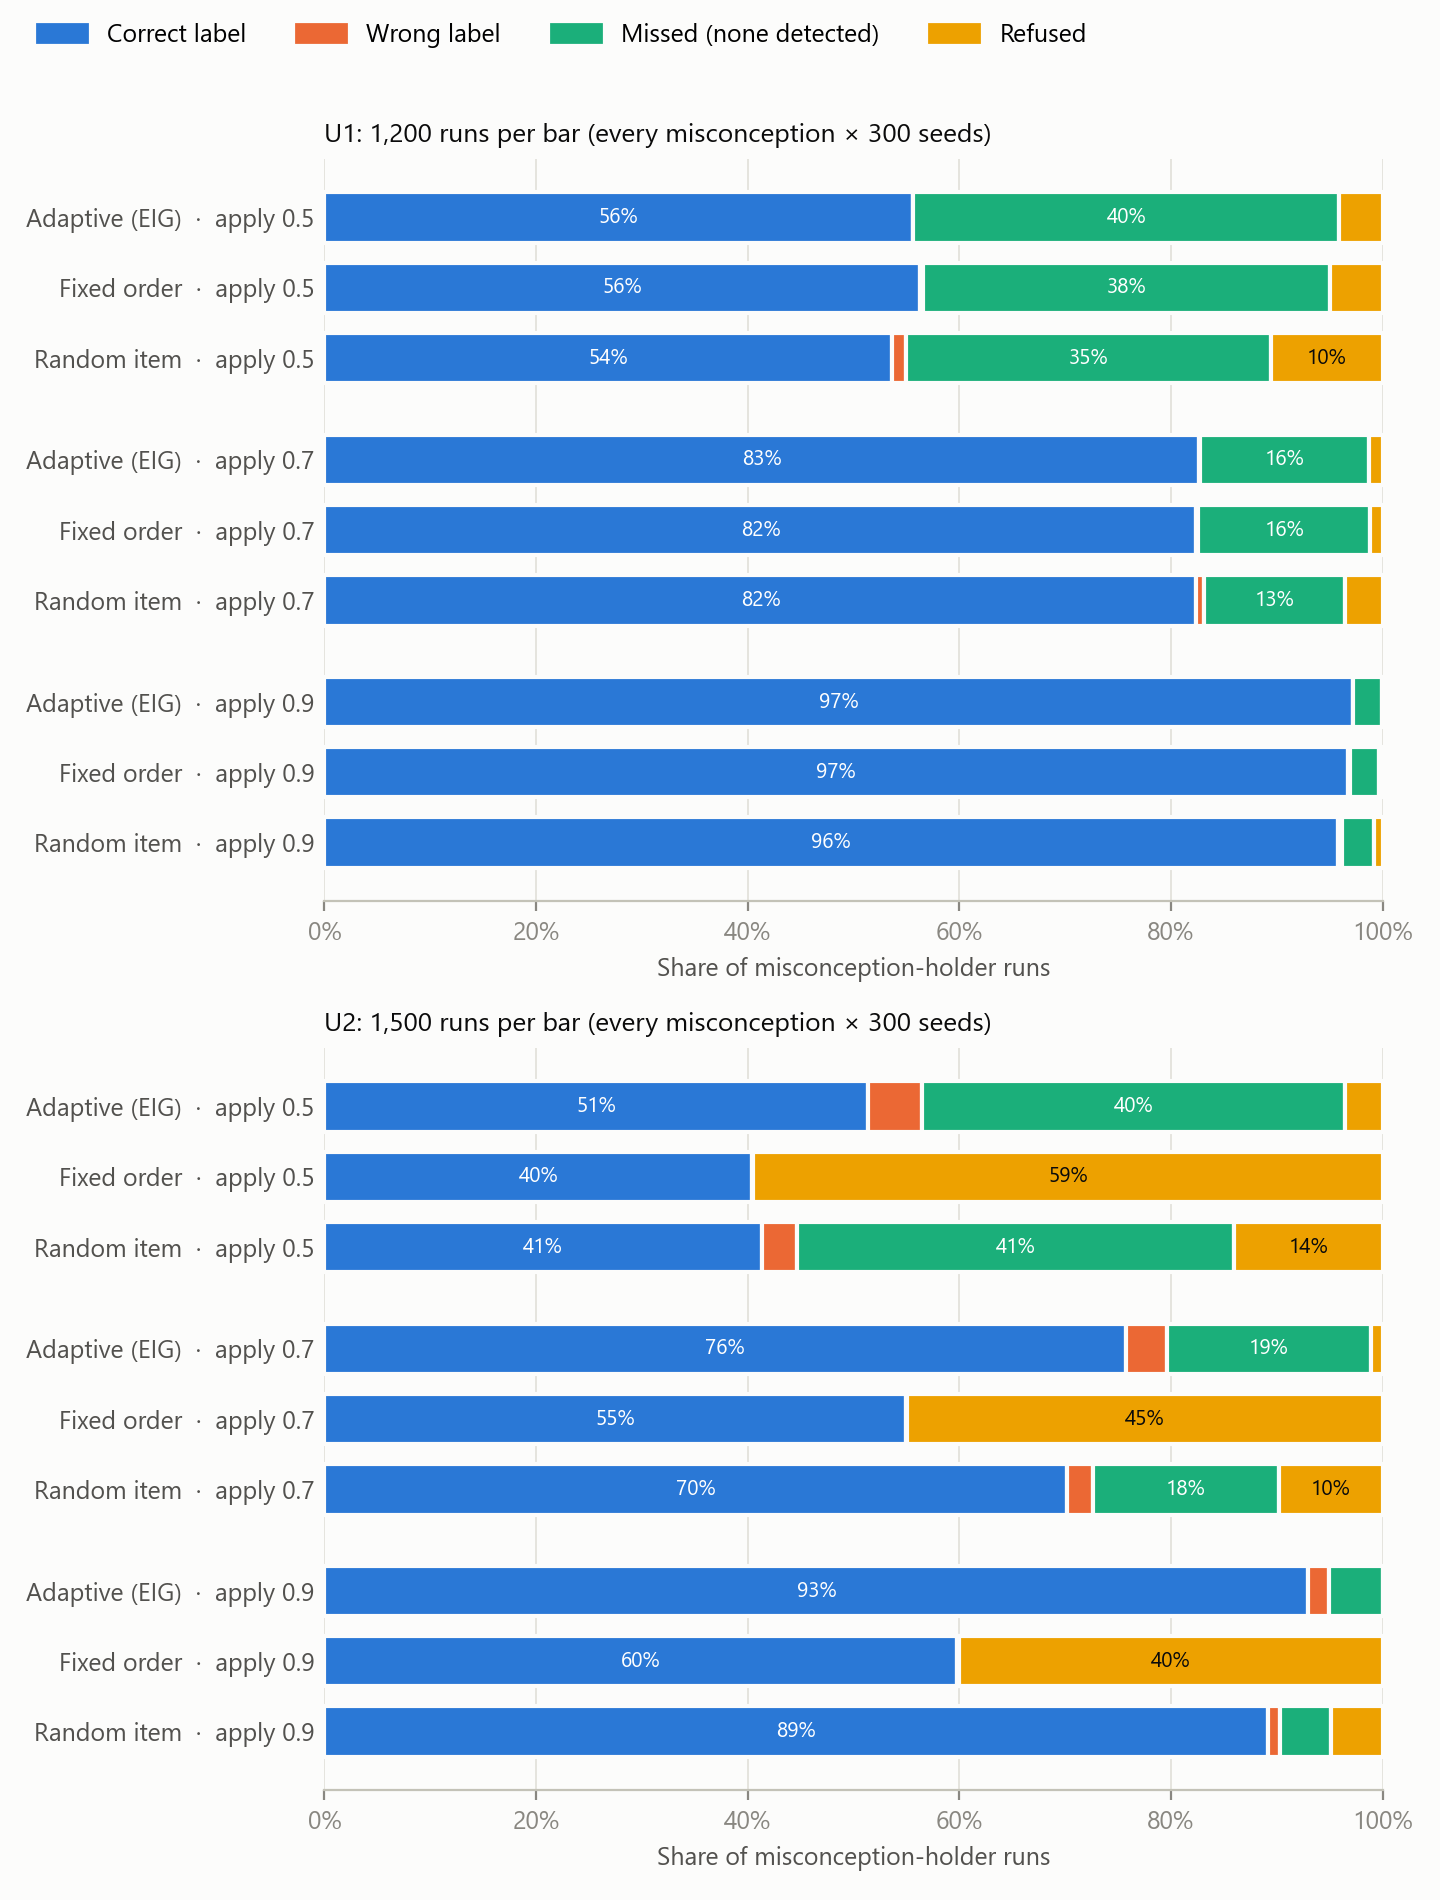 Correct label Wrong label Missed (none detected) Refused
U1: 1,200 runs per bar (every misconception × 300 seeds)
Adaptive (EIG) · apply 0.5 56% 40%
Fixed order · apply 0.5 56% 38%
Random item · apply 0.5 54% 35% 10%
Adaptive (EIG) · apply 0.7 83% 16%
Fixed order · apply 0.7 82% 16%
Random item · apply 0.7 82% 13%
Adaptive (EIG) · apply 0.9 97%
Fixed order · apply 0.9 97%
Random item · apply 0.9 96%
0% 20% 40% 60% 80% 100%
Share of misconception-holder runs
U2: 1,500 runs per bar (every misconception × 300 seeds)
Adaptive (EIG) · apply 0.5 51% 40%
Fixed order · apply 0.5 40% 59%
Random item · apply 0.5 41% 41% 14%
Adaptive (EIG) · apply 0.7 76% 19%
Fixed order · apply 0.7 55% 45%
Random item · apply 0.7 70% 18% 10%
Adaptive (EIG) · apply 0.9 93%
Fixed order · apply 0.9 60% 40%
Random item · apply 0.9 89%
0% 20% 40% 60% 80% 100%
Share of misconception-holder runs